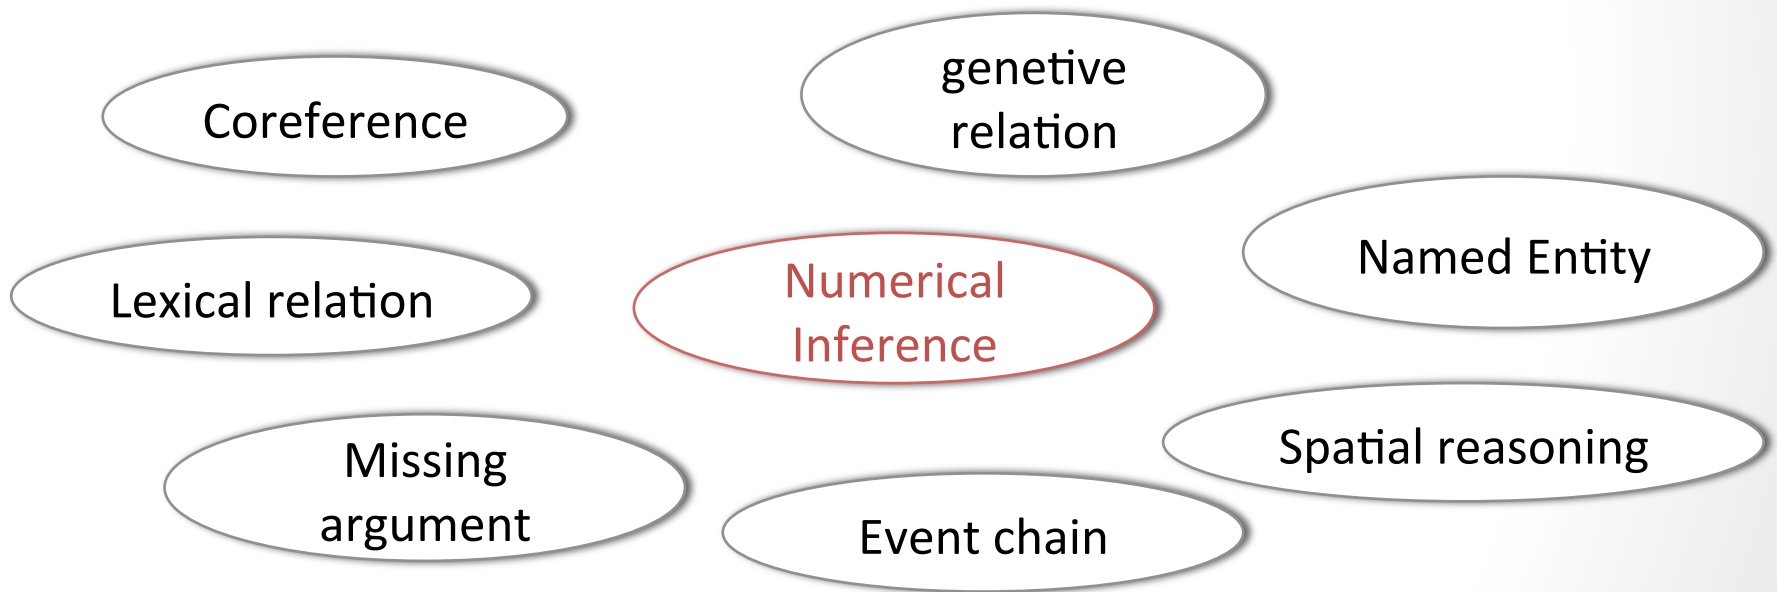 Coreference
genetive
relation
Lexical relation
Numerical
Inference
Named Entity
Missing
argument
Event chain
Spatial reasoning